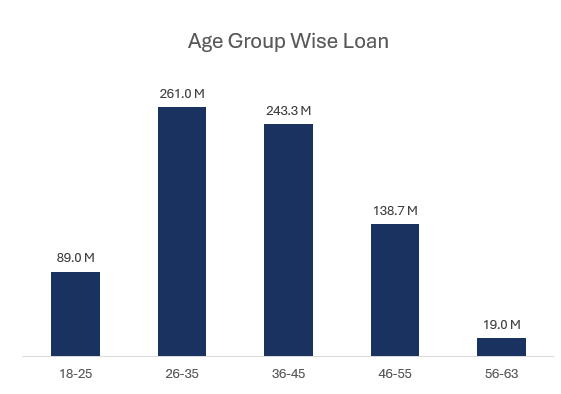 Age Group Wise Loan
89.0 M
261.0 M
243.3 M
138.7 M
19.0 M
18-25
26-35
36-45
46-55
56-63